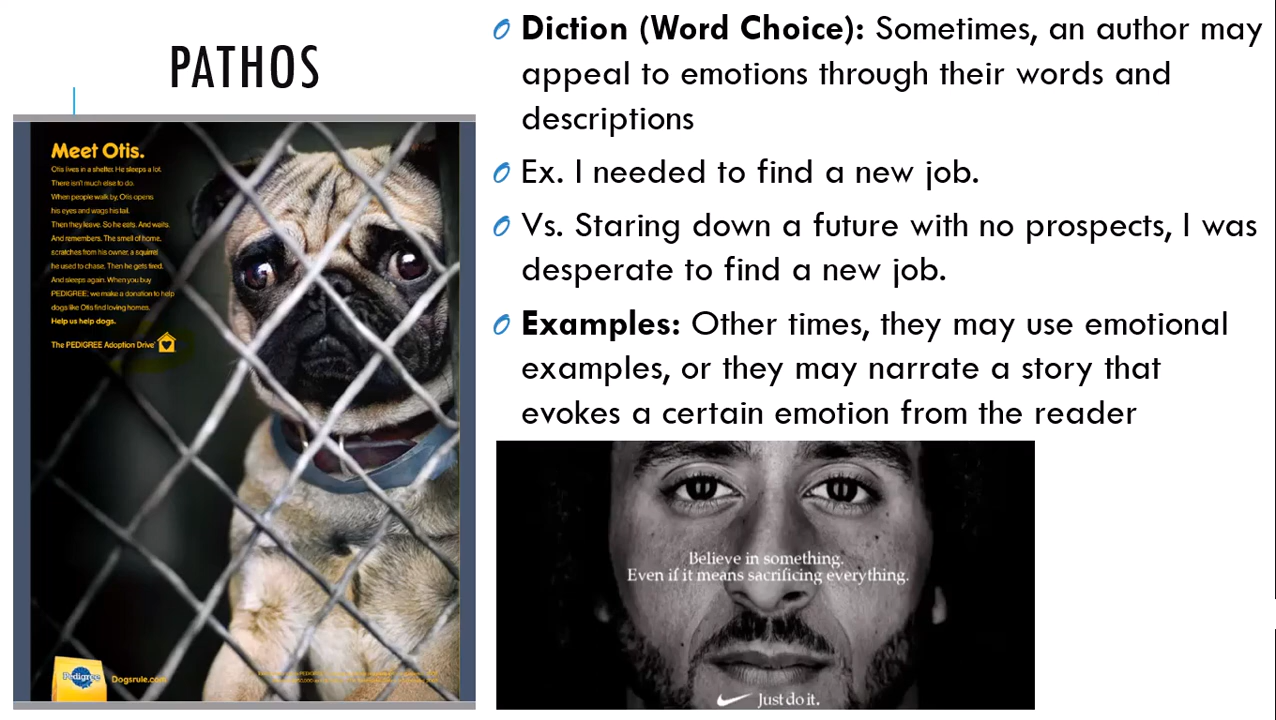 PATHOS
Meet Otis.
Otis lives in a shelter. He sleeps a lot.
There isn't much else to do.
When people walk by, Otis opens
his eyes and wags his tail.
Then they leave. So he eats. And waits.
And remembers. The smell of home,
scratches from his owner, a squirrel
he used to chase. Then he gets tired.
And sleeps again. When you buy
PEDIGREE, we make a donation to help
dogs like Otis find loving homes.
Help us help dogs.
The PEDIGREE Adoption Drive
Pedigree
Dogsrule.com
Diction (Word Choice): Sometimes, an author may
appeal to emotions through their words and
descriptions
Ex. I needed to find a new job.
Vs. Staring down a future with no prospects, I was
desperate to find a new job.
Examples: Other times, they may use emotional
examples, or they may narrate a story that
evokes a certain emotion from the reader
Believe in something.
Even if it means sacrificing everything.
Just do it.